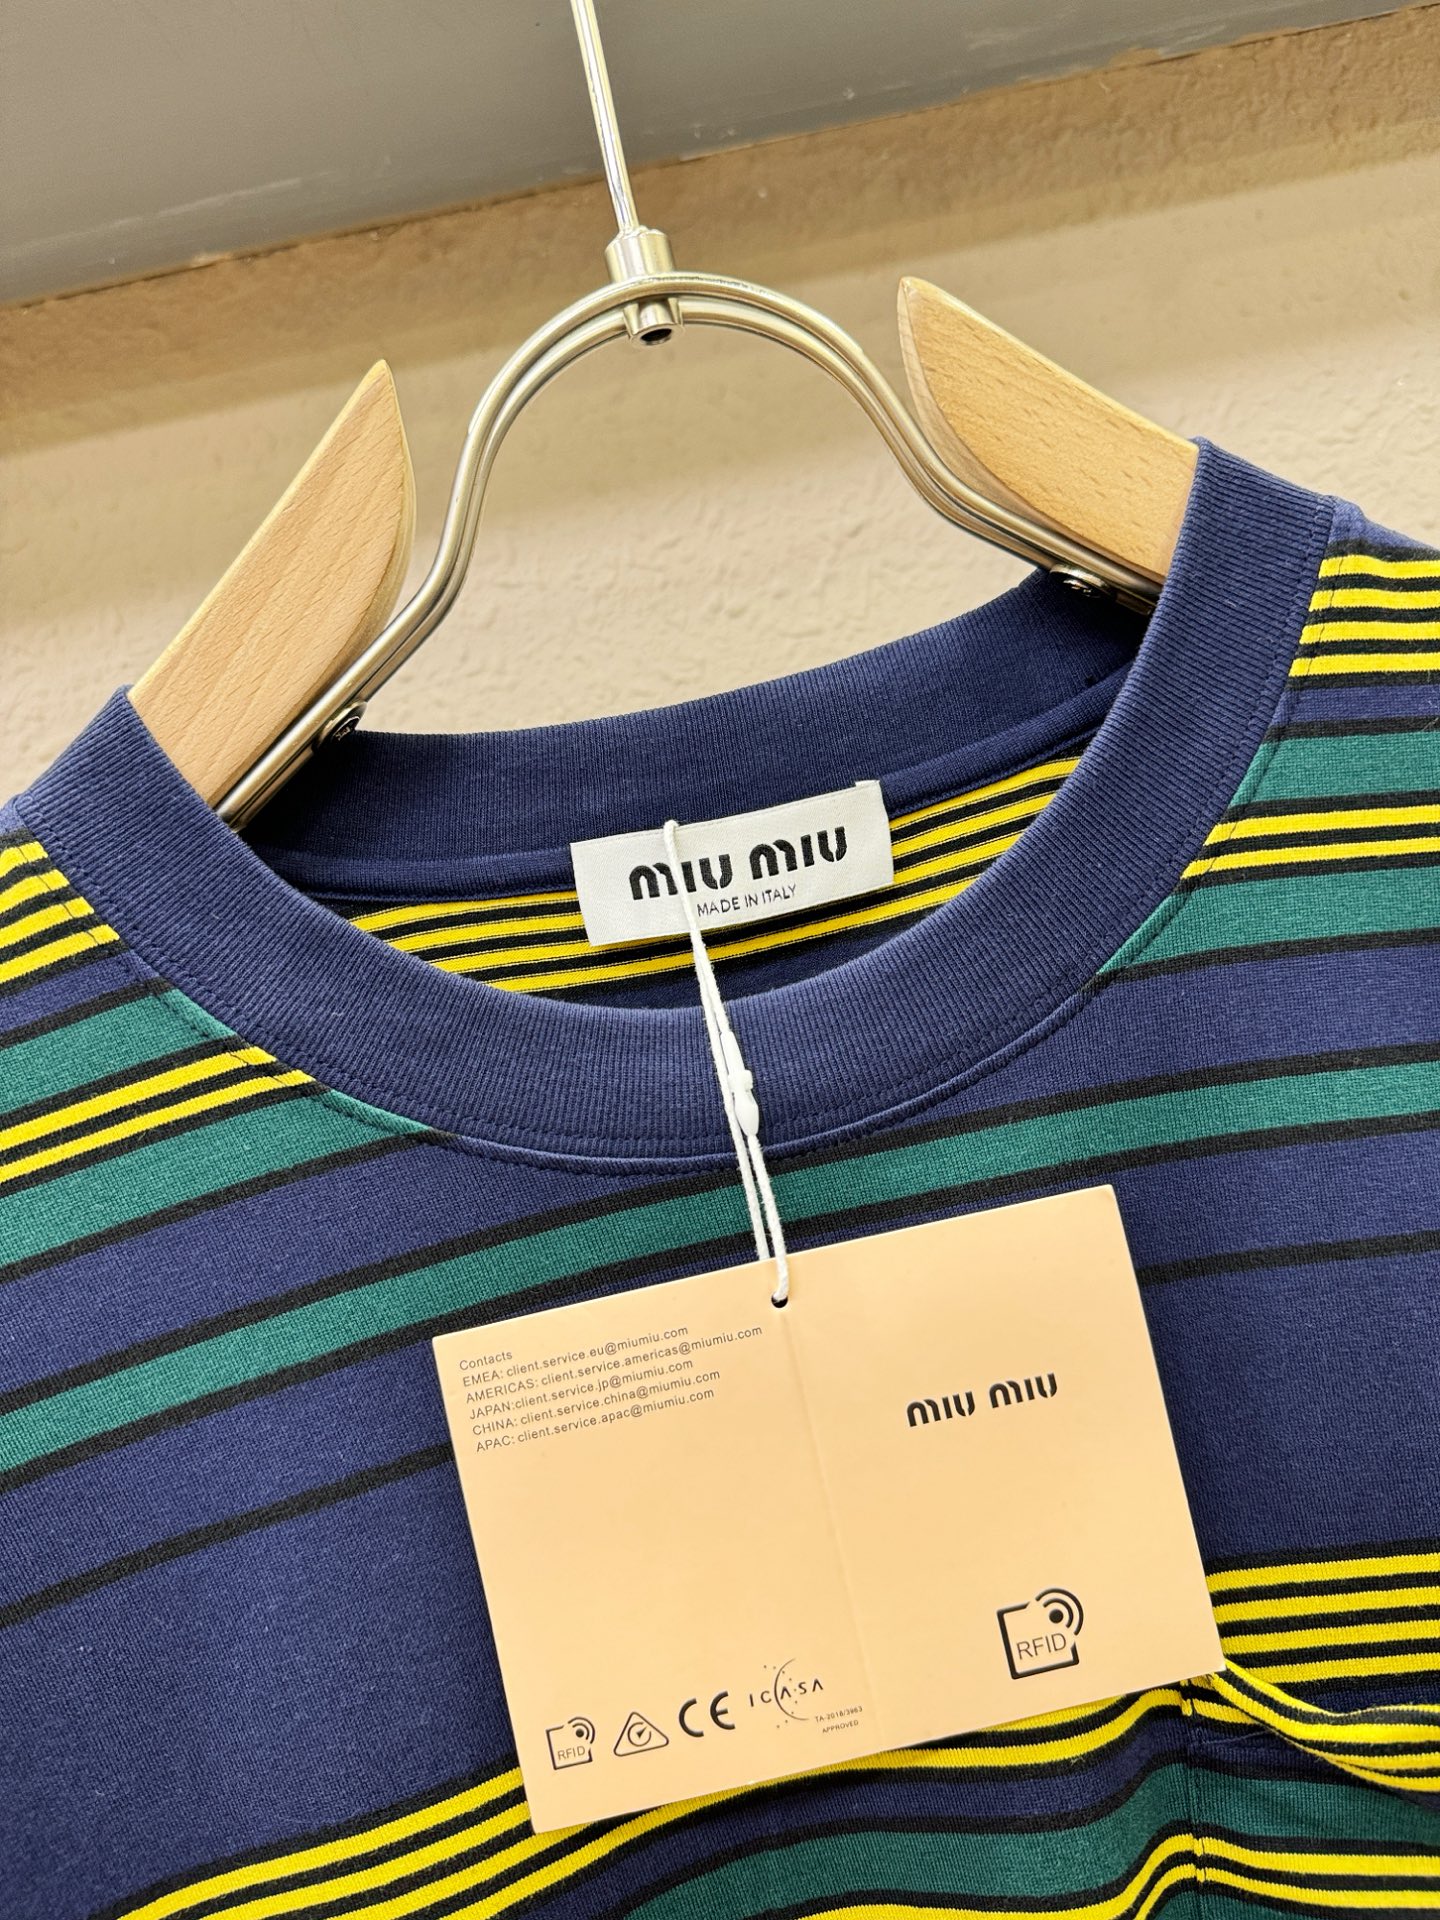 MIU MIU
MADE IN ITALY
Contacts
EMEA: client.service.eu@miumiu.com
AMERICAS: client.service.americas@miumiu.com
JAPAN:client.service.jp@miumiu.com
CHINA: client.service.china@miumiu.com
APAC: client.service.apac@miumiu.com
MIU MIU
RFID
RFID
CE
ICASA
TA-2018/3963
APPROVED